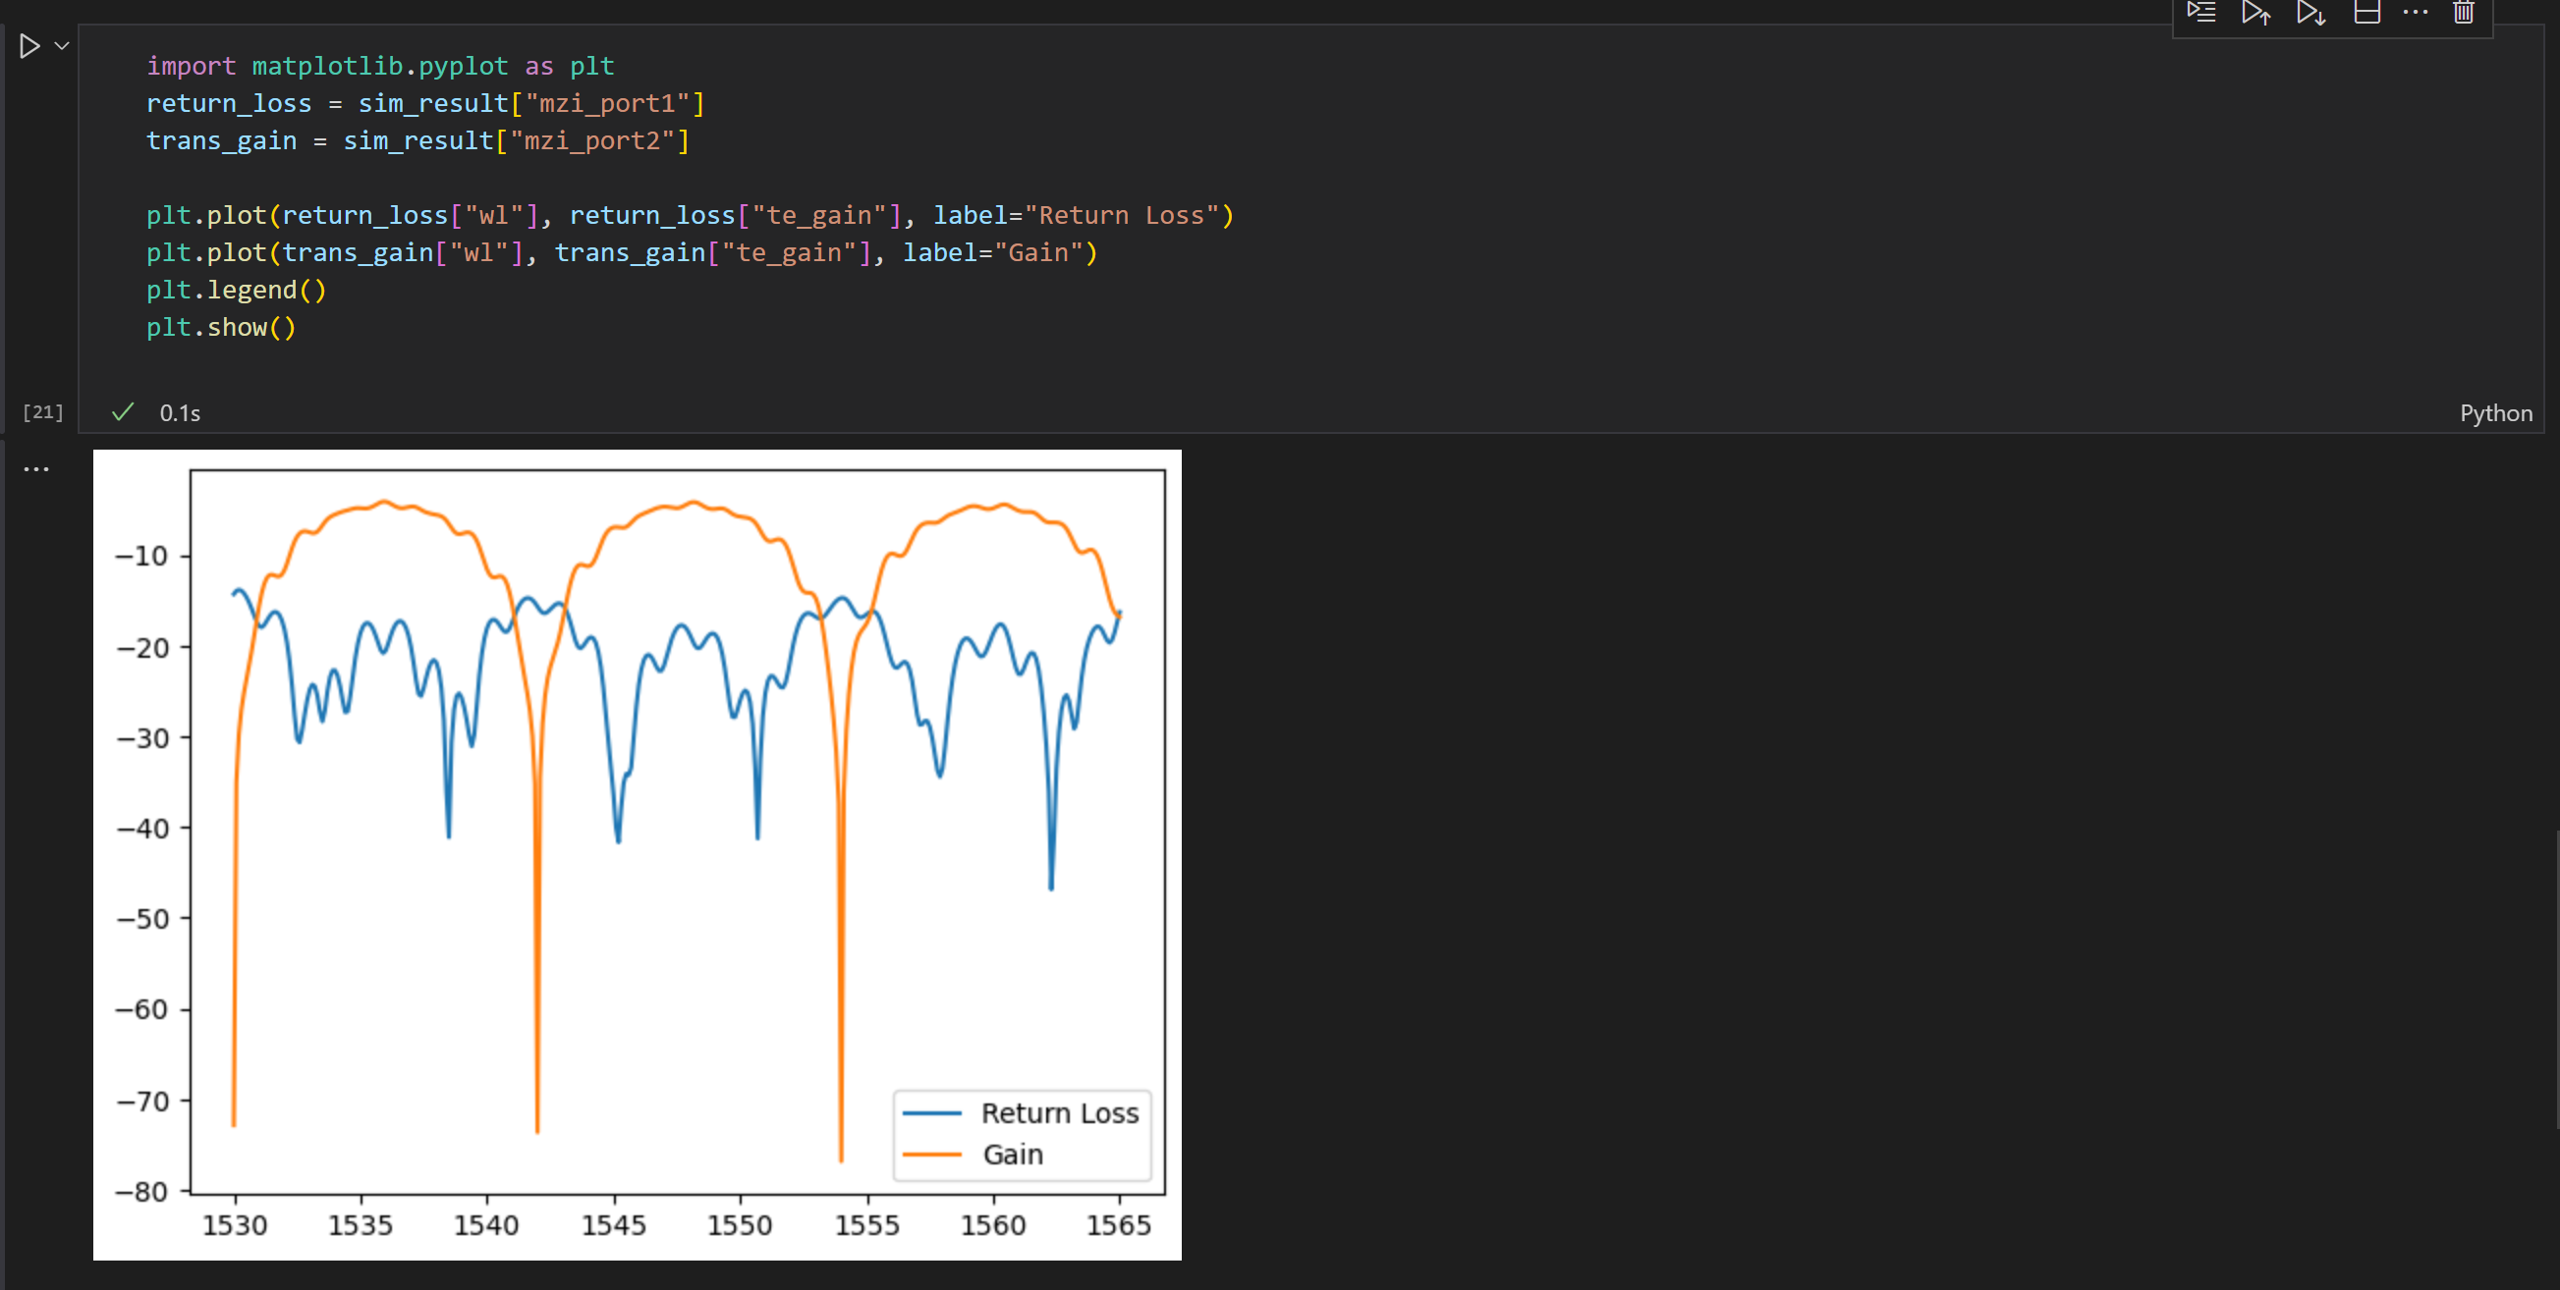 import matplotlib.pyplot as plt
return_loss = sim_result["mzi_port1"]
trans_gain = sim_result["mzi_port2"]
plt.plot(return_loss["wl"], return_loss["te_gain"], label="Return Loss")
plt.plot(trans_gain["wl"], trans_gain["te_gain"], label="Gain")
plt.legend()
plt.show()
[21] 0.1s Python
−10
−20
−30
−40
−50
−60
−70
−80
Return Loss
Gain
1530 1535 1540 1545 1550 1555 1560 1565